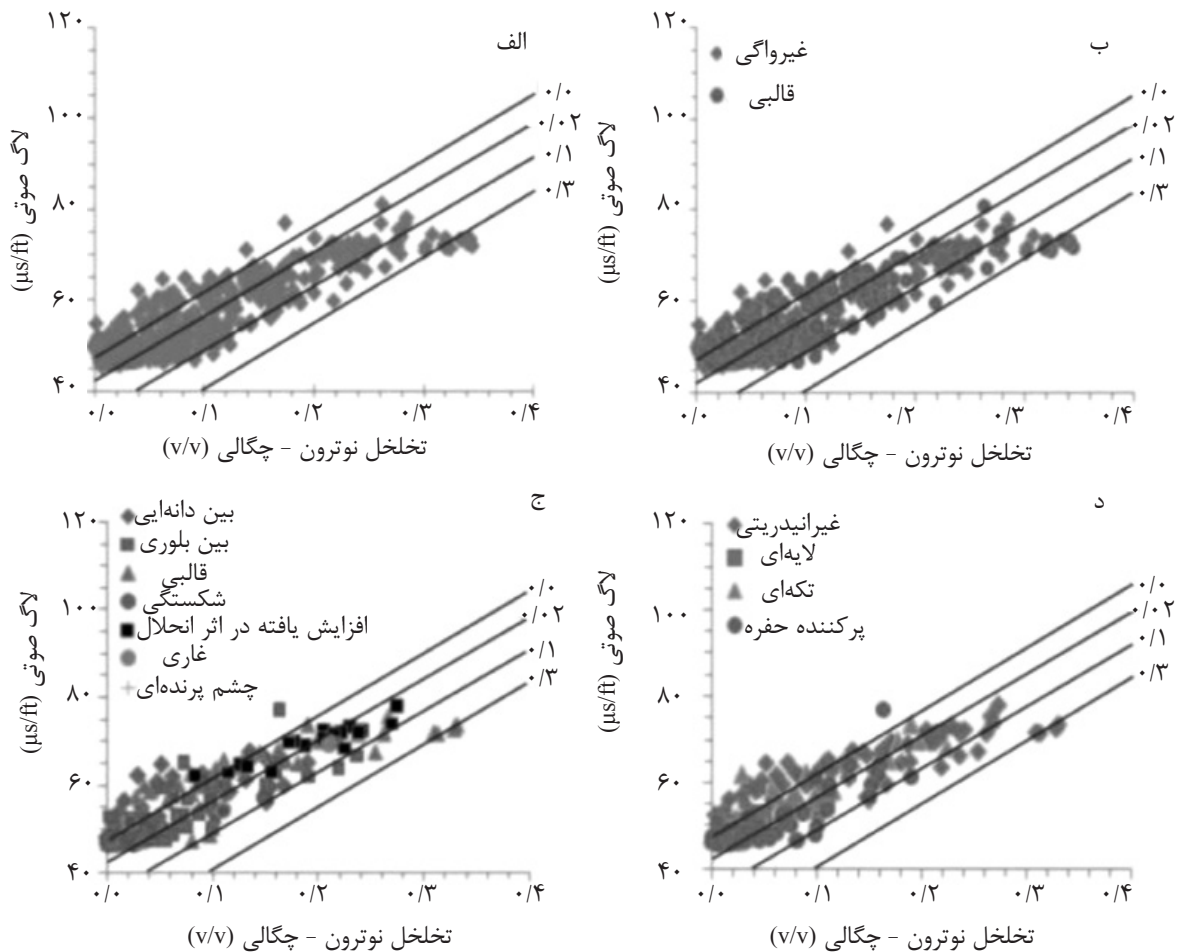 الف
۱۲۰
۱۰۰
۸۰
۶۰
۴۰
لاگ صوتی (µs/ft)
۰/۰
۰/۰۲
۰/۱
۰/۳
۰/۰
۰/۱
۰/۲
۰/۳
۰/۴
تخلخل نوترون - چگالی (v/v)
ب
غیرواگی
قالبی
۱۲۰
۱۰۰
۸۰
۶۰
۴۰
لاگ صوتی (µs/ft)
۰/۰
۰/۰۲
۰/۱
۰/۳
۰/۰
۰/۱
۰/۲
۰/۳
۰/۴
تخلخل نوترون - چگالی (v/v)
ج
بین دانه‌ایی
بین بلوری
قالبی
شکستگی
افزایش یافته در اثر انحلال
غاری
چشم پرنده‌ای
۱۲۰
۱۰۰
۸۰
۶۰
۴۰
لاگ صوتی (µs/ft)
۰/۰
۰/۰۲
۰/۱
۰/۳
۰/۰
۰/۱
۰/۲
۰/۳
۰/۴
تخلخل نوترون - چگالی (v/v)
د
غیرانیدریتی
لایه‌ای
تکه‌ای
پرکننده حفره
۱۲۰
۱۰۰
۸۰
۶۰
۴۰
لاگ صوتی (µs/ft)
۰/۰
۰/۰۲
۰/۱
۰/۳
۰/۰
۰/۱
۰/۲
۰/۳
۰/۴
تخلخل نوترون - چگالی (v/v)